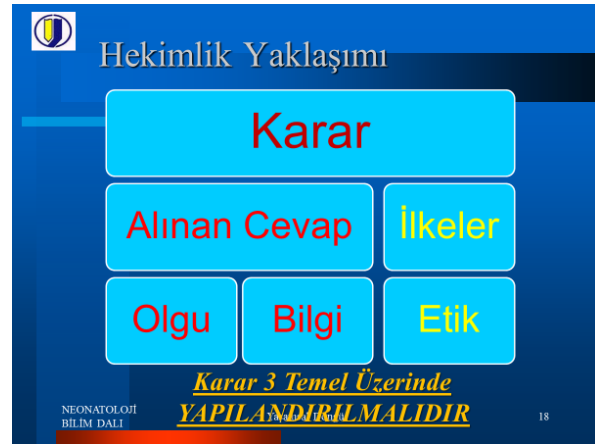 Hekimlik Yaklaşımı
Karar
Alınan Cevap
İlkeler
Olgu
Bilgi
Etik
Karar 3 Temel Üzerinde
YAPILANDIRILMALIDIR
NEONATOLOJİ
BİLİM DALI
18